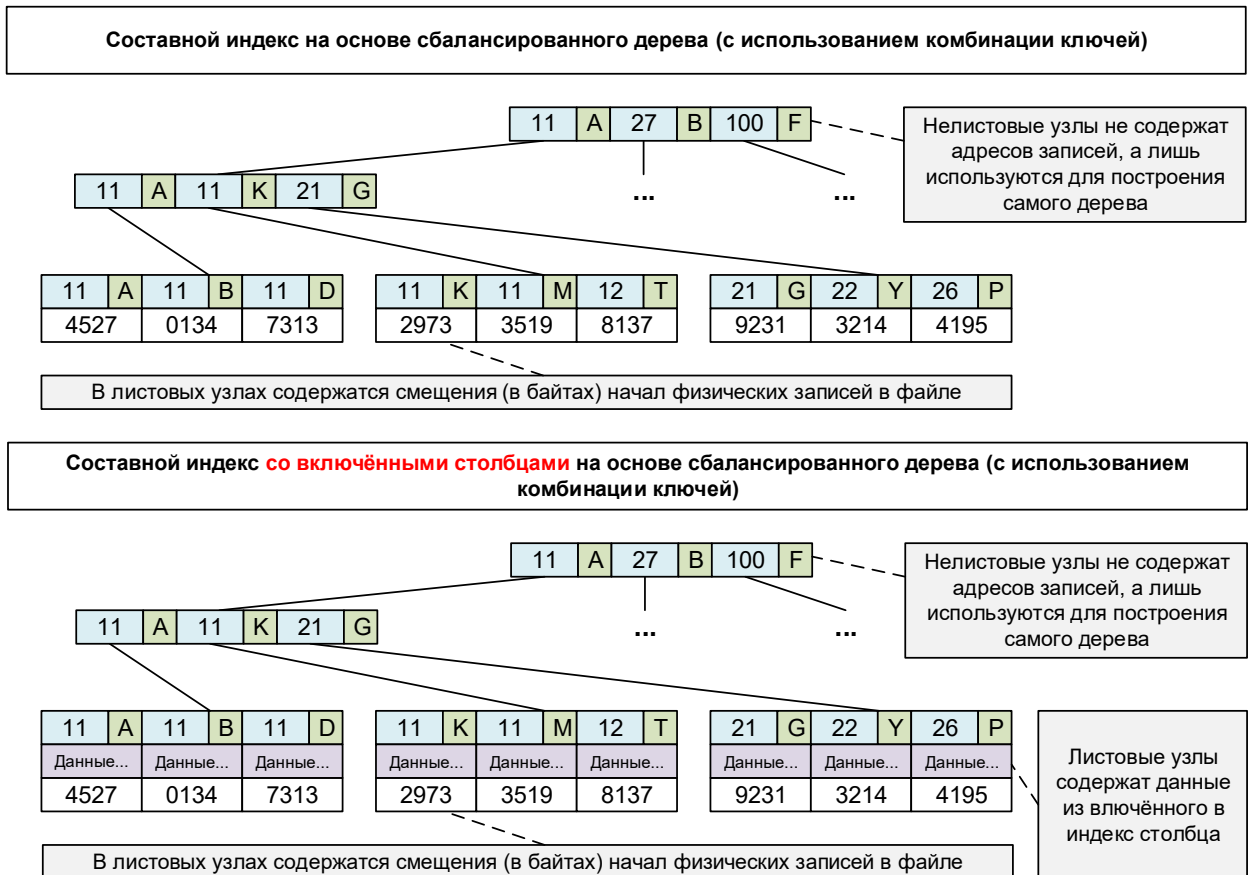 Составной индекс на основе сбалансированного дерева (с использованием комбинации ключей)
11 A 27 B 100 F
Нелистовые узлы не содержат
адресов записей, а лишь
используются для построения
самого дерева
11 A 11 K 21 G
... ...
11 A 11 B 11 D 11 K 11 M 12 T 21 G 22 Y 26 P
4527 0134 7313 2973 3519 8137 9231 3214 4195
В листовых узлах содержатся смещения (в байтах) начал физических записей в файле
Составной индекс со включёнными столбцами на основе сбалансированного дерева (с использованием
комбинации ключей)
11 A 27 B 100 F
Нелистовые узлы не содержат
адресов записей, а лишь
используются для построения
самого дерева
11 A 11 K 21 G
... ...
11 A 11 B 11 D 11 K 11 M 12 T 21 G 22 Y 26 P
Данные... Данные... Данные... Данные... Данные... Данные... Данные... Данные... Данные...
4527 0134 7313 2973 3519 8137 9231 3214 4195
Листовые узлы
содержат данные
из влючённого в
индекс столбца
В листовых узлах содержатся смещения (в байтах) начал физических записей в файле